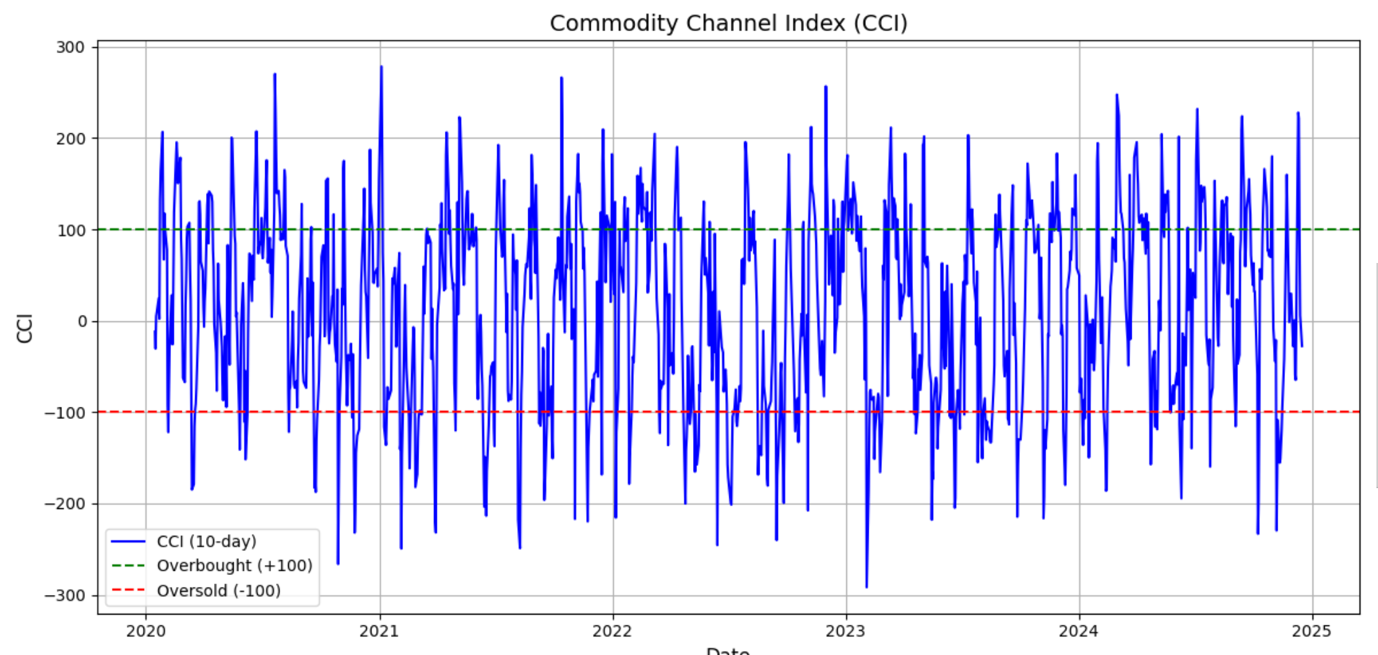 Commodity Channel Index (CCI)
300
200
100
0
−100
−200
−300
CCI
CCI (10-day)
Overbought (+100)
Oversold (-100)
2020
2021
2022
2023
2024
2025
Date